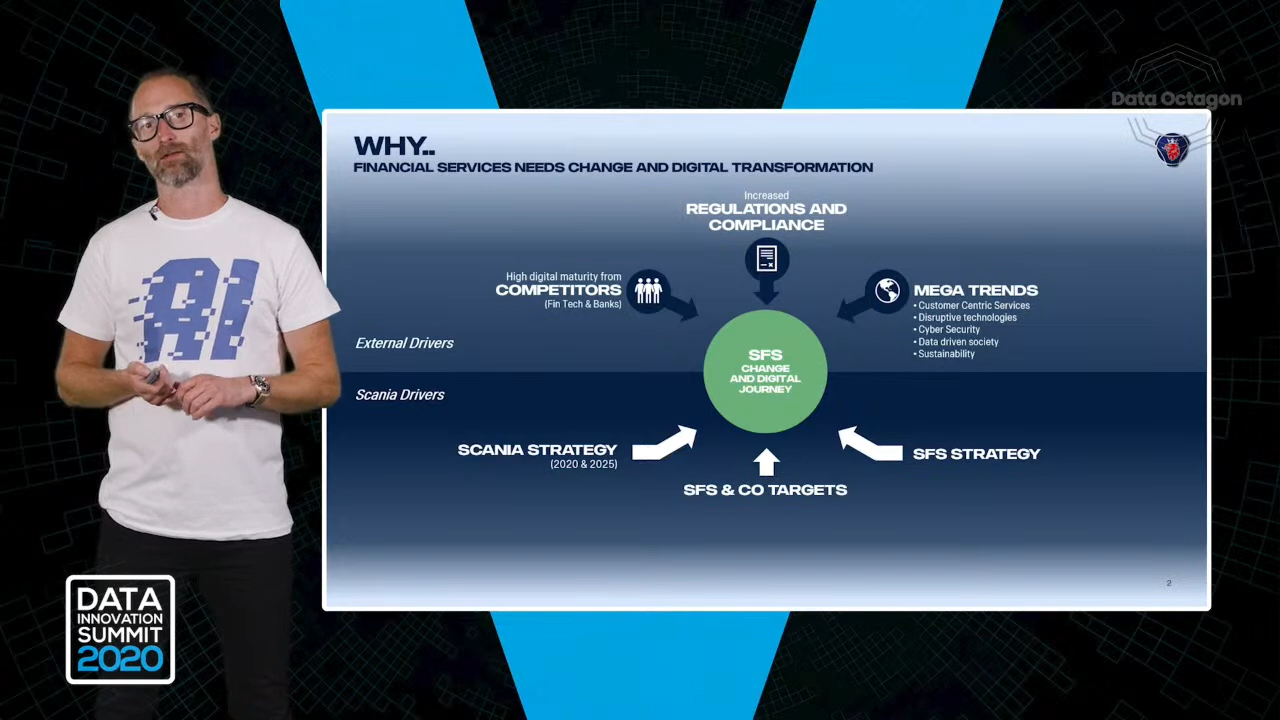 Data Octagon
WHY..
FINANCIAL SERVICES NEEDS CHANGE AND DIGITAL TRANSFORMATION
Increased
REGULATIONS AND
COMPLIANCE
High digital maturity from
COMPETITORS
(Fin Tech & Banks)
MEGA TRENDS
• Customer Centric Services
• Disruptive technologies
• Cyber Security
• Data driven society
• Sustainability
External Drivers
SFS
CHANGE
AND DIGITAL
JOURNEY
Scania Drivers
SCANIA STRATEGY
(2020 & 2025)
SFS & CO TARGETS
SFS STRATEGY
2
AI
DATA
INNOVATION
SUMMIT
2020